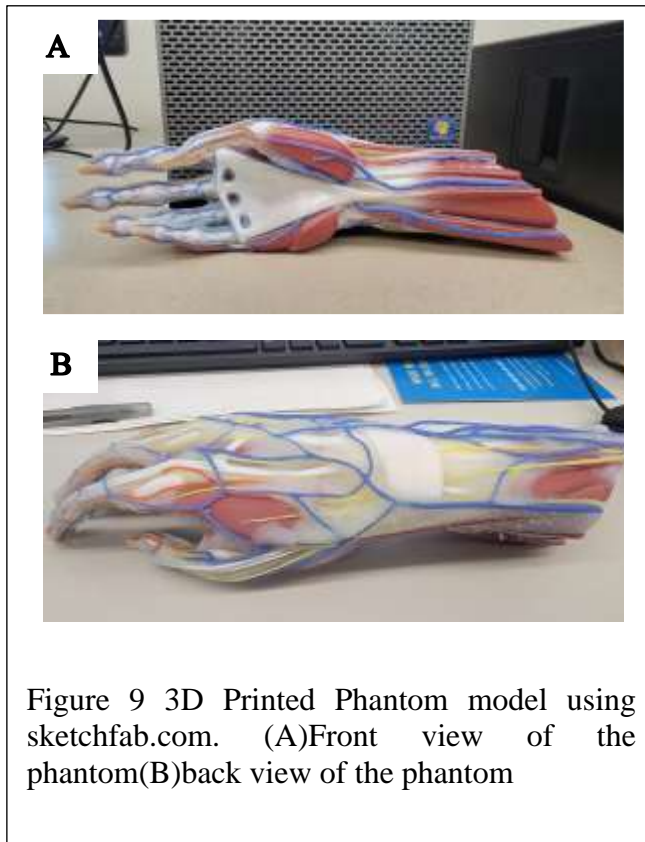 A
B
Figure 9 3D Printed Phantom model using
sketchfab.com. (A)Front view of the
phantom(B)back view of the phantom